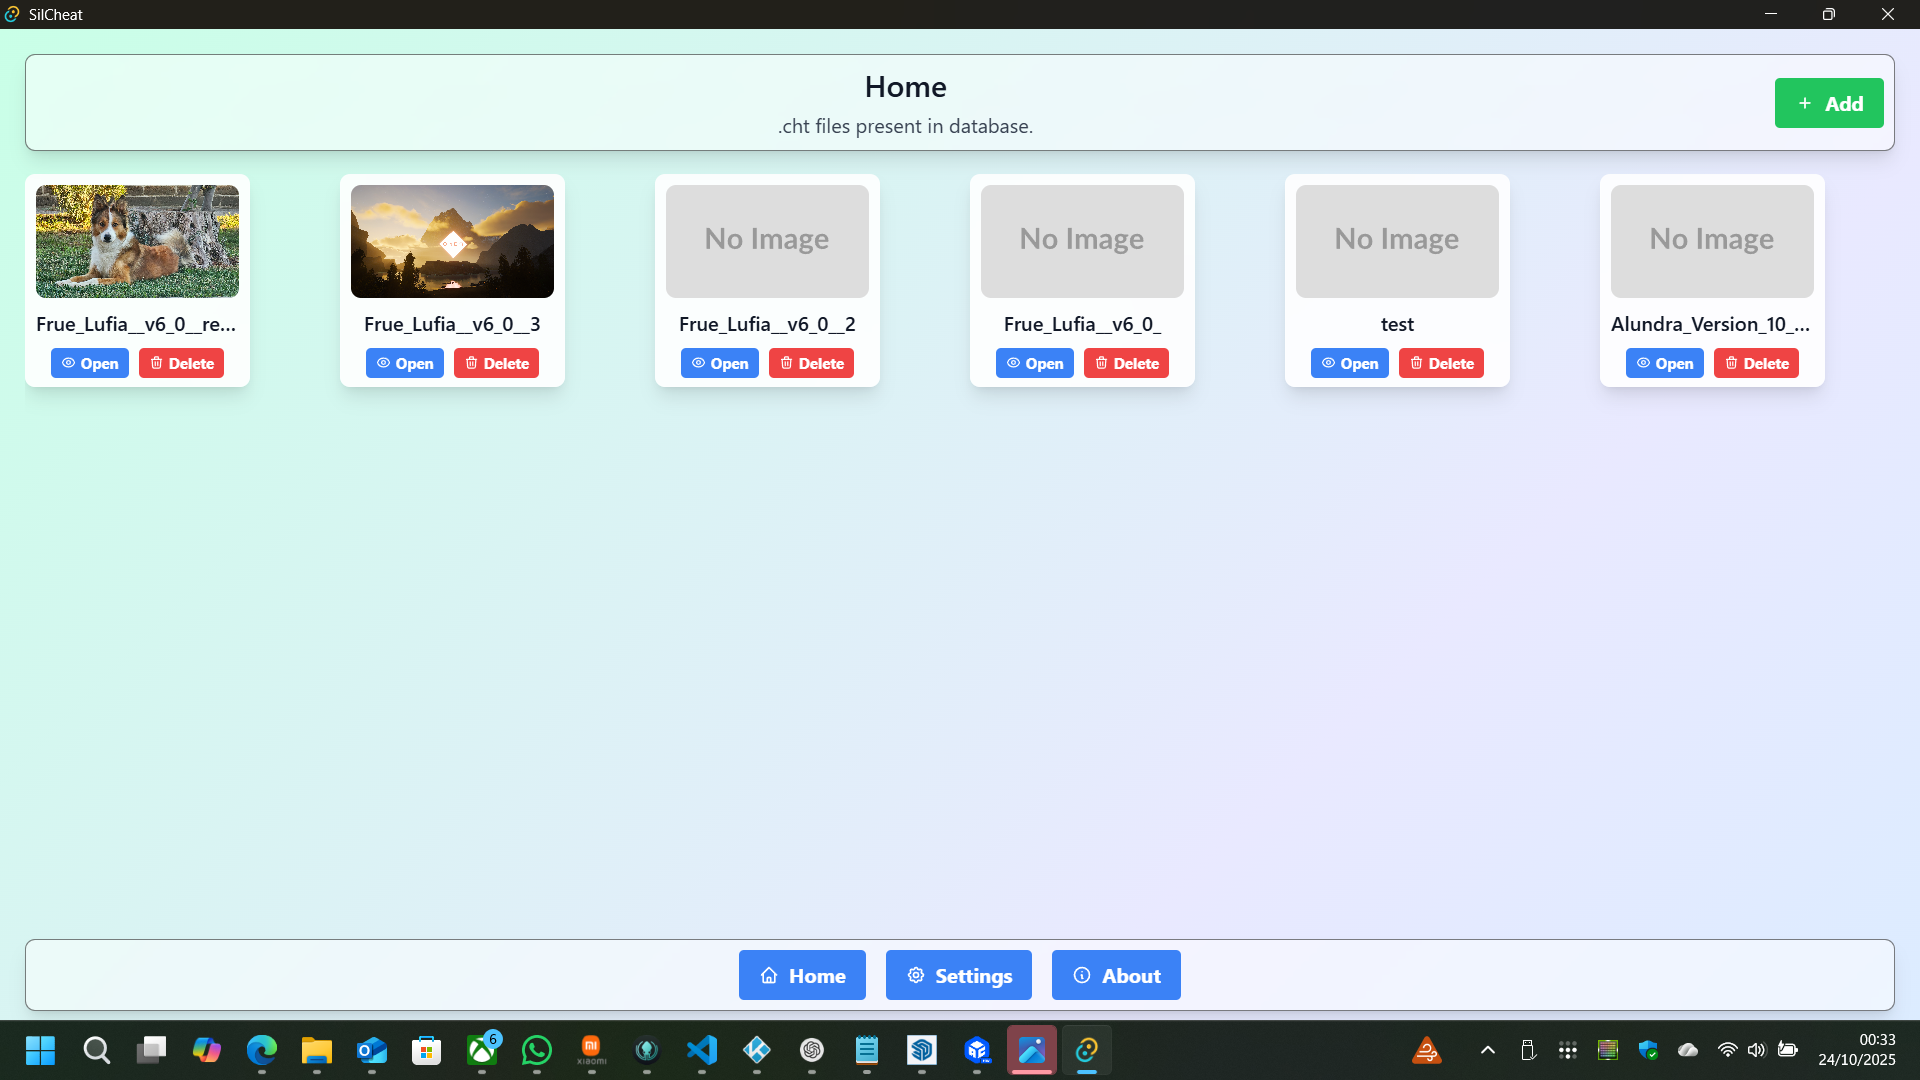 SilCheat
Home
.cht files present in database.
Add
Frue_Lufia__v6_0__re...
Open
Delete
Frue_Lufia__v6_0__3
Open
Delete
No Image
Frue_Lufia__v6_0__2
Open
Delete
No Image
Frue_Lufia__v6_0_
Open
Delete
No Image
test
Open
Delete
No Image
Alundra_Version_10_...
Open
Delete
Home
Settings
About
6
xiaomi
00:33
24/10/2025